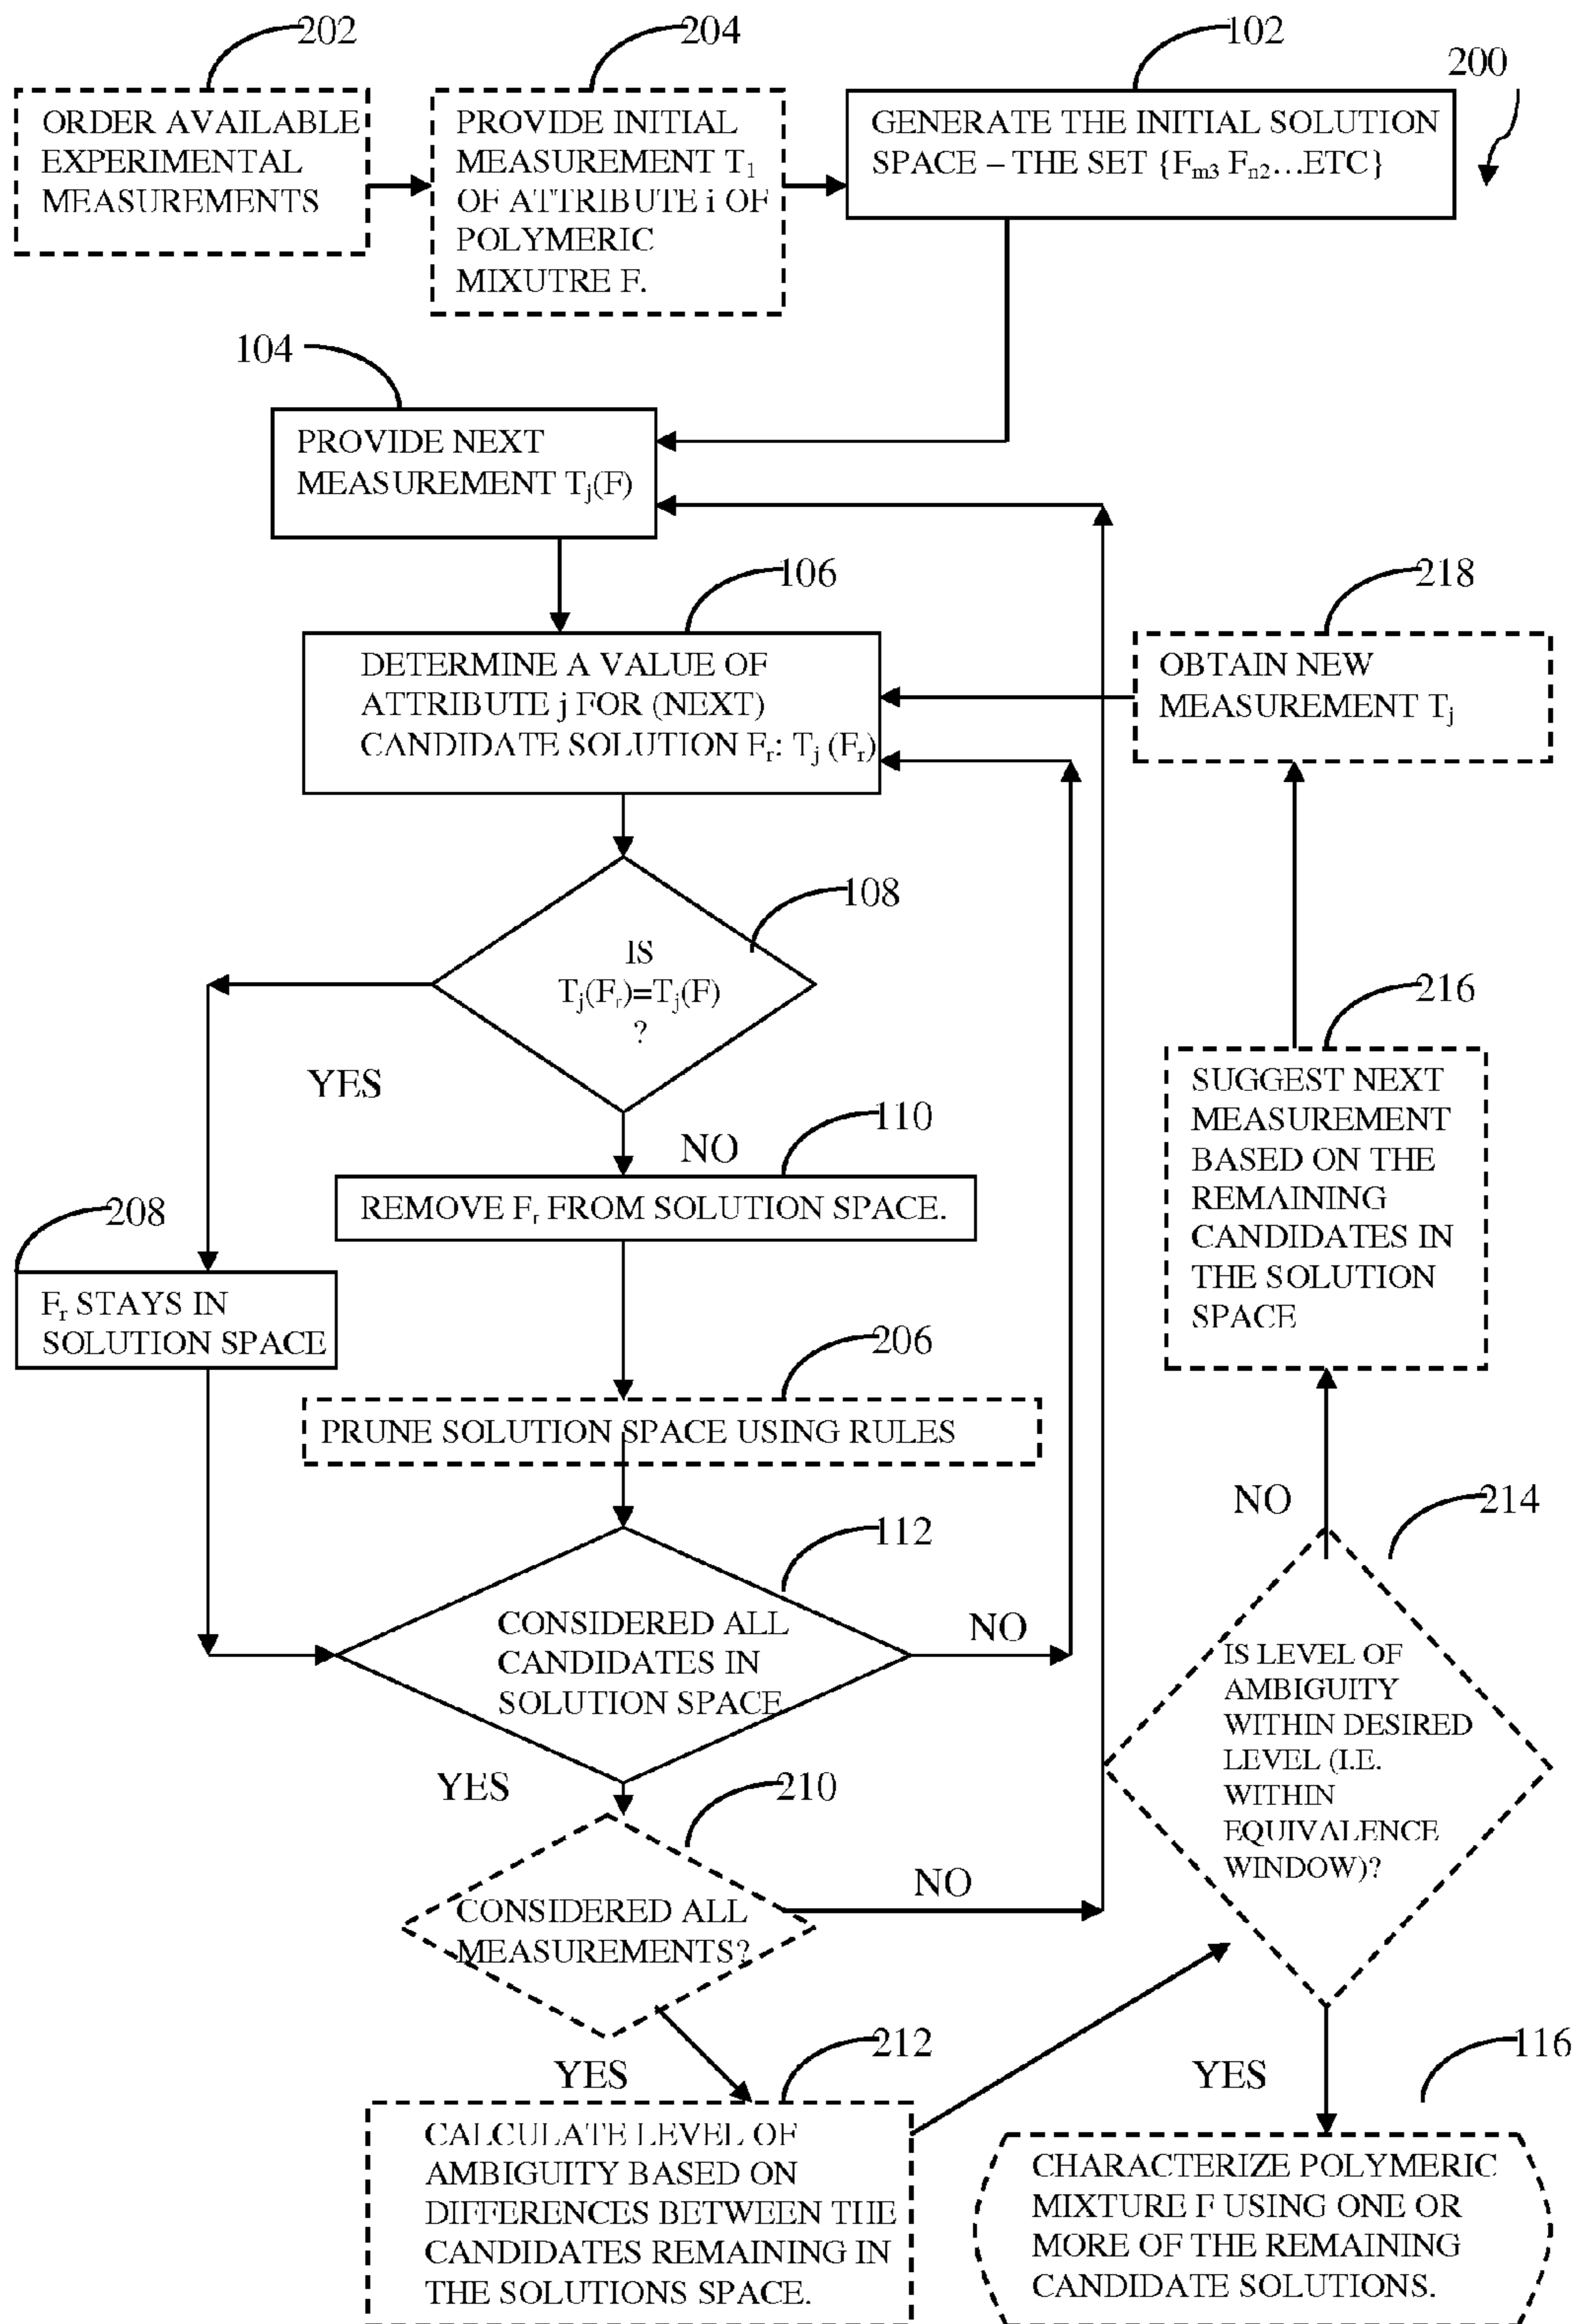 202
204
102
200
ORDER AVAILABLE
EXPERIMENTAL
MEASUREMENTS
PROVIDE INITIAL
MEASUREMENT T1
OF ATTRIBUTE i OF
POLYMERIC
MIXUTRE F.
GENERATE THE INITIAL SOLUTION
SPACE – THE SET {Fm3 Fn2…ETC}
104
PROVIDE NEXT
MEASUREMENT Tj(F)
106
DETERMINE A VALUE OF
ATTRIBUTE j FOR (NEXT)
CANDIDATE SOLUTION Fr: Tj (Fr)
218
OBTAIN NEW
MEASUREMENT Tj
108
IS
Tj(Fr)=Tj(F)
?
YES
NO
110
REMOVE Fr FROM SOLUTION SPACE.
216
SUGGEST NEXT
MEASUREMENT
BASED ON THE
REMAINING
CANDIDATES IN
THE SOLUTION
SPACE
208
Fr STAYS IN
SOLUTION SPACE
206
PRUNE SOLUTION SPACE USING RULES
112
CONSIDERED ALL
CANDIDATES IN
SOLUTION SPACE
NO
YES
NO
214
IS LEVEL OF
AMBIGUITY
WITHIN DESIRED
LEVEL (I.E.
WITHIN
EQUIVALENCE
WINDOW)?
210
CONSIDERED ALL
MEASUREMENTS?
NO
YES
212
CALCULATE LEVEL OF
AMBIGUITY BASED ON
DIFFERENCES BETWEEN THE
CANDIDATES REMAINING IN
THE SOLUTIONS SPACE.
YES
116
CHARACTERIZE POLYMERIC
MIXTURE F USING ONE OR
MORE OF THE REMAINING
CANDIDATE SOLUTIONS.